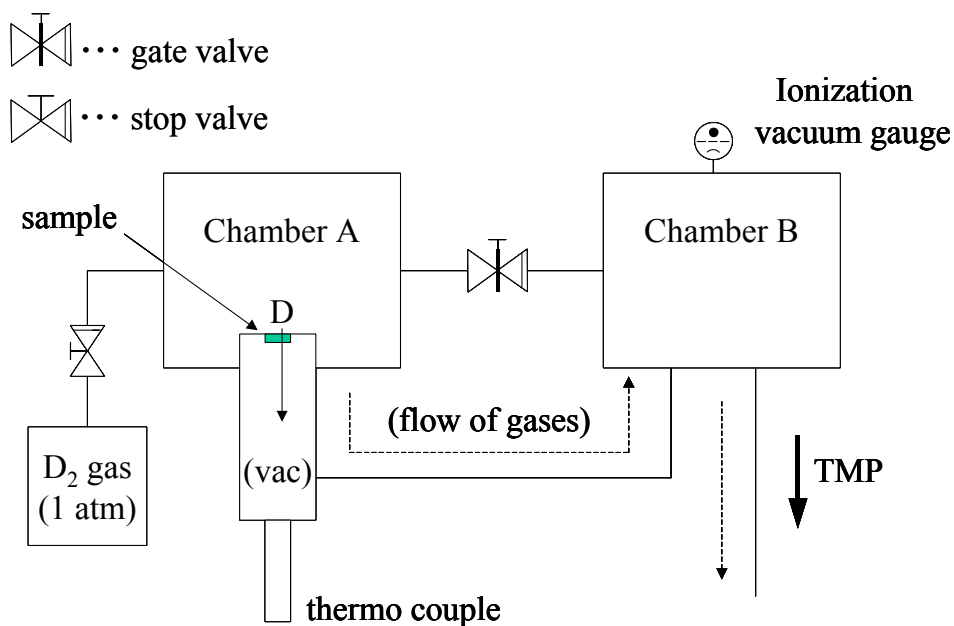 ··· gate valve
··· stop valve
Ionization
vacuum gauge
sample
Chamber A
Chamber B
D
(flow of gases)
D₂ gas
(1 atm)
(vac)
TMP
thermo couple